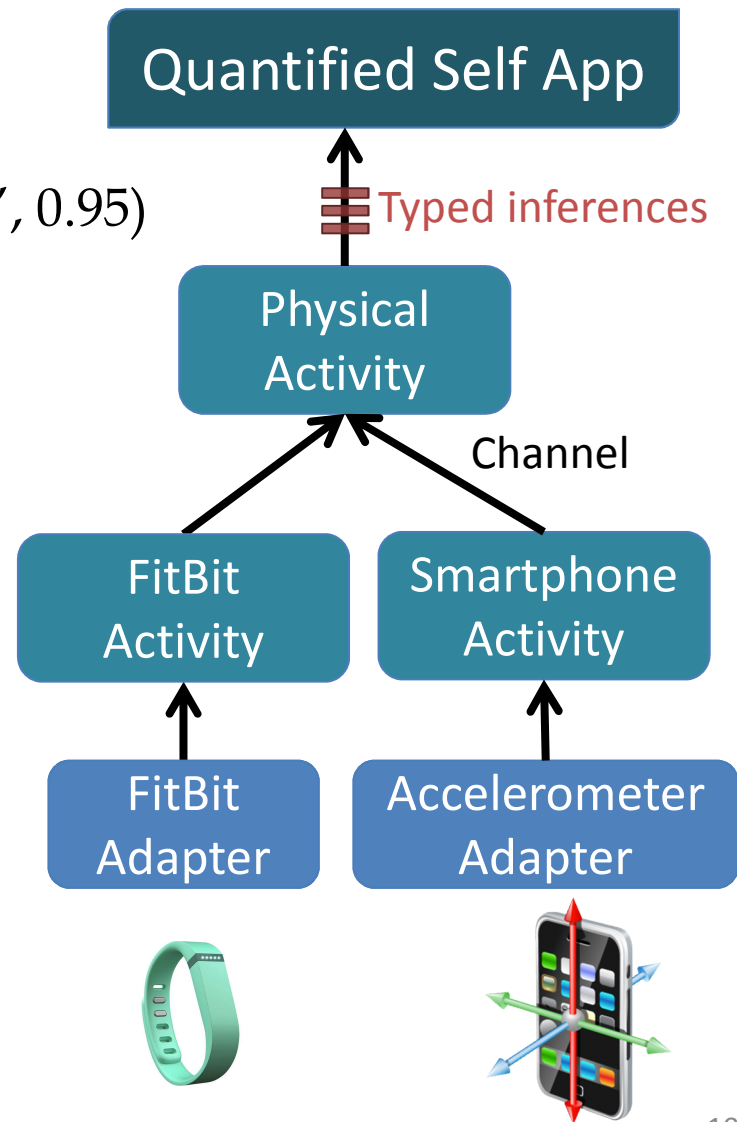 Quantified Self App
, 0.95)
Typed inferences
Physical
Activity
Channel
FitBit
Activity
Smartphone
Activity
FitBit
Adapter
Accelerometer
Adapter